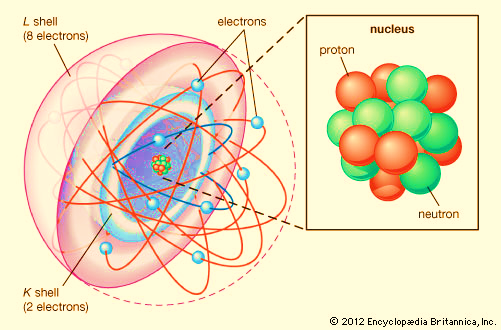 L shell
(8 electrons)
electrons
nucleus
proton
neutron
K shell
(2 electrons)
© 2012 Encyclopædia Britannica, Inc.